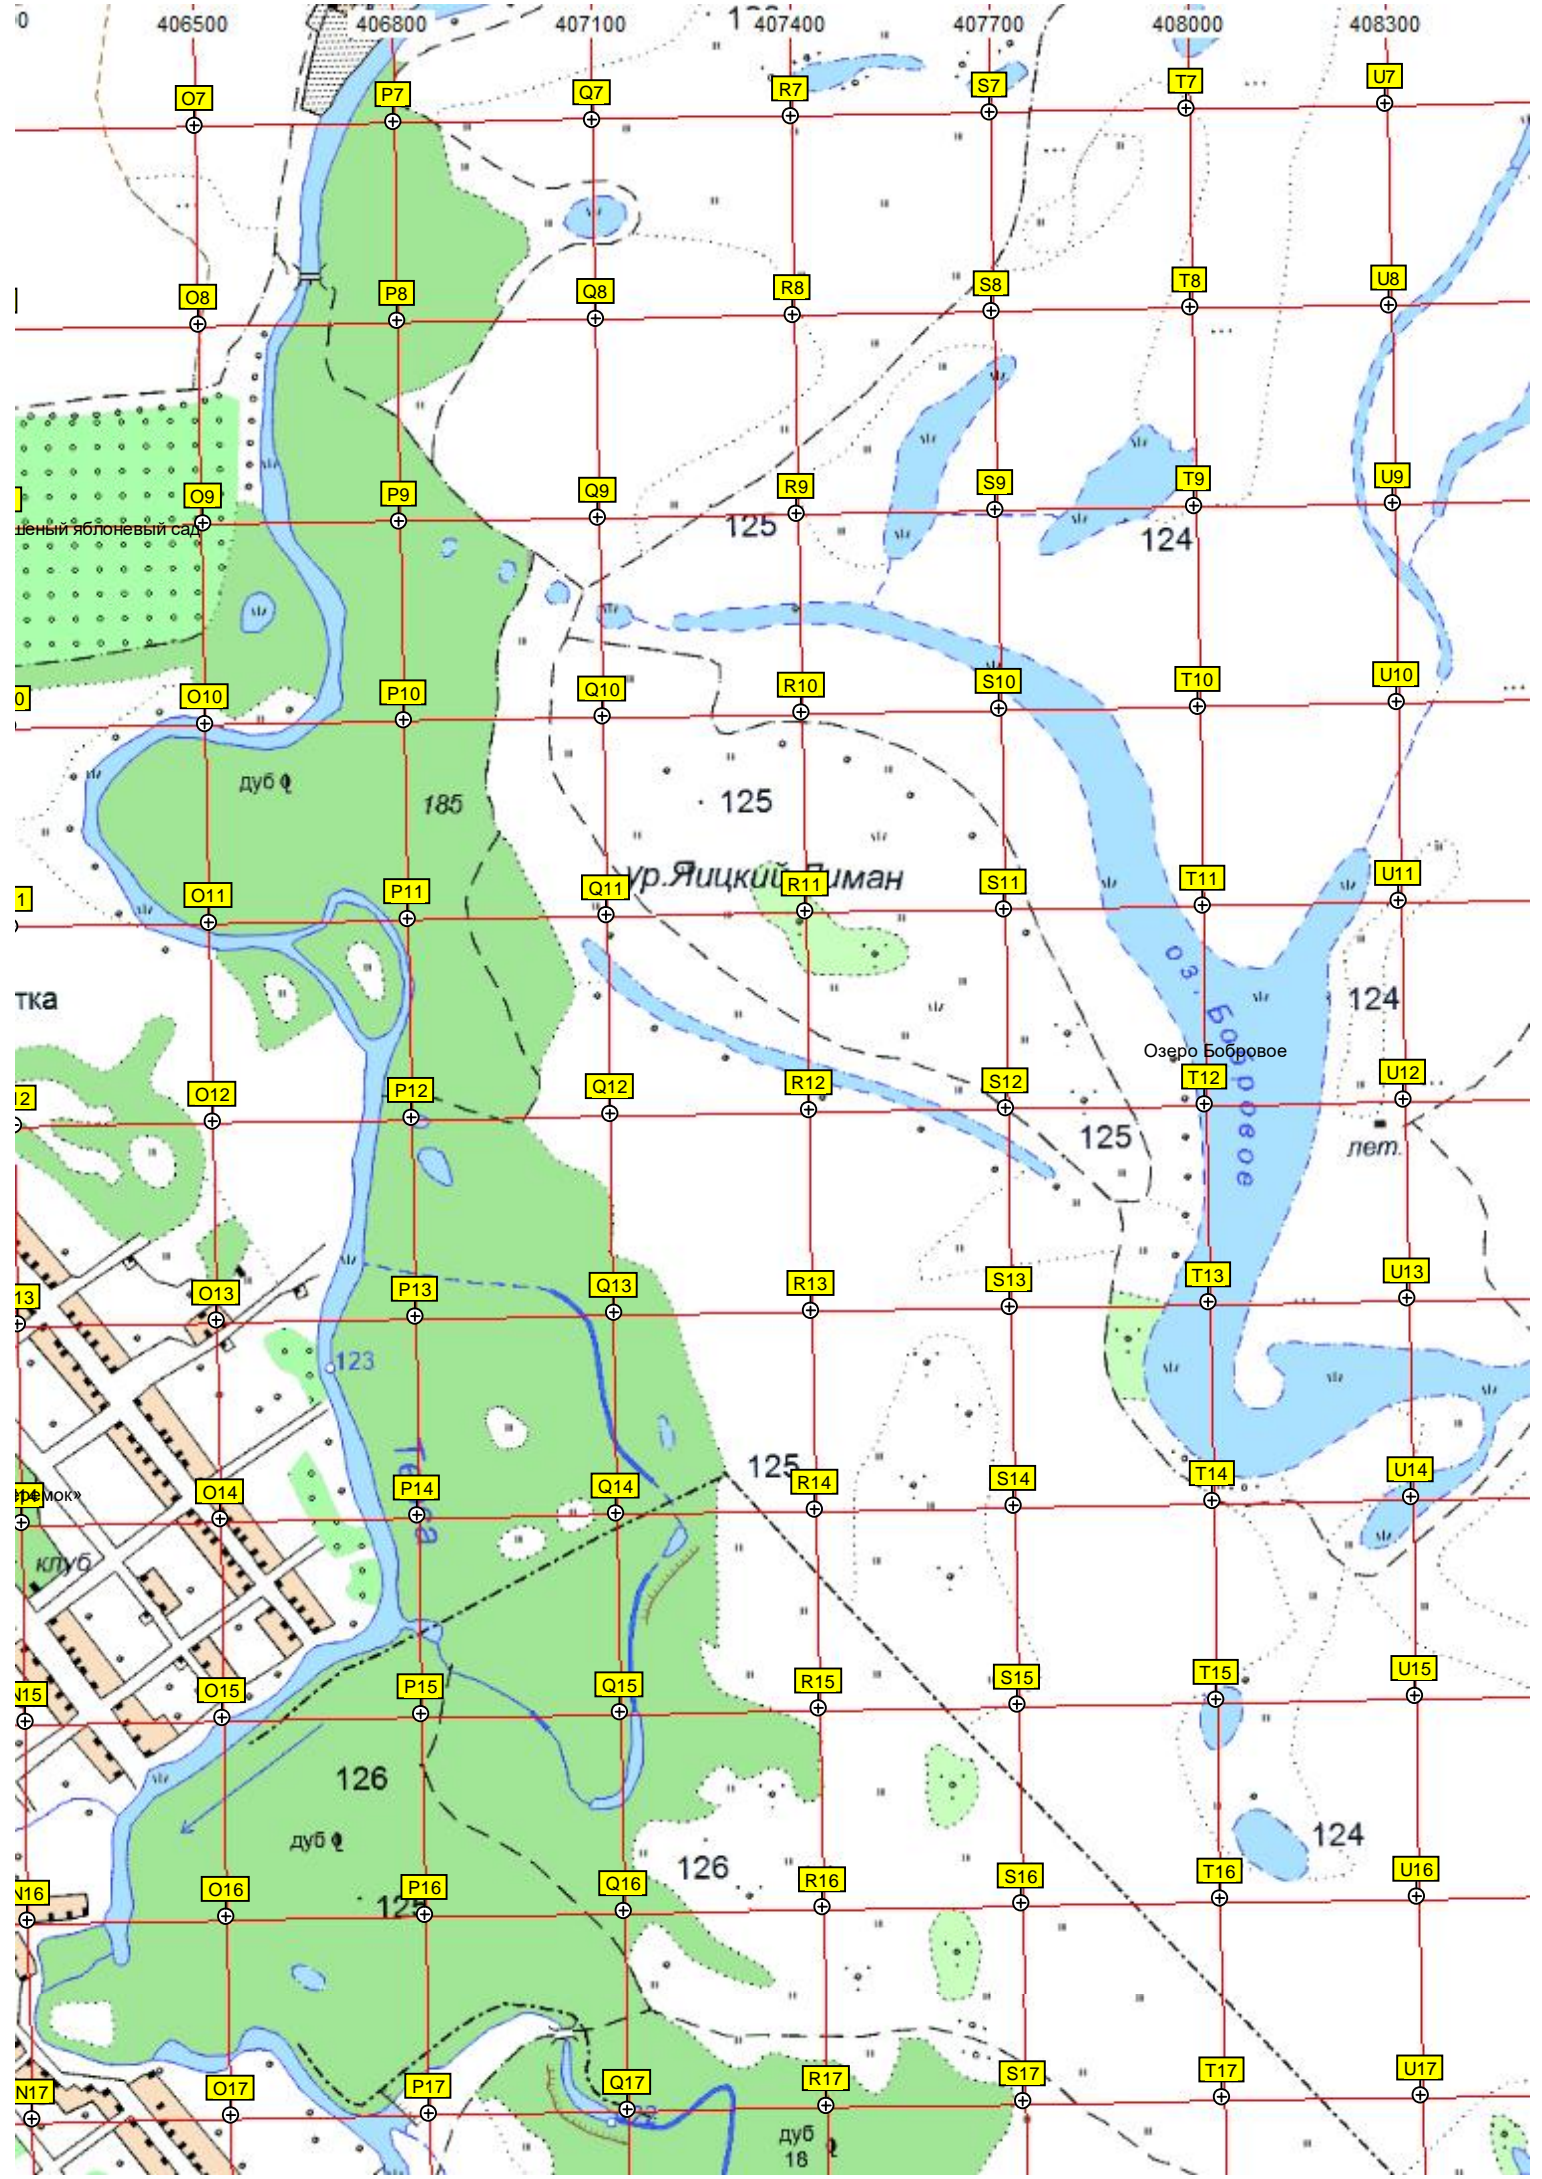 406500 406800 407100 407400 407700 408000 408300
O7 P7 Q7 R7 S7 T7 U7
O8 P8 Q8 R8 S8 T8 U8
O9 P9 Q9 R9 S9 T9 U9
шеный яблоневый сад
125 124
O10 P10 Q10 R10 S10 T10 U10
дуб
185
125
ур.Яицкий Лиман
O11 P11 Q11 R11 S11 T11 U11
тка
оз. Бобровое
124
Озеро Бобровое
O12 P12 Q12 R12 S12 T12 U12
125
лет.
O13 P13 Q13 R13 S13 T13 U13
123
125
O14 P14 Q14 R14 S14 T14 U14
клуб
N15 O15 P15 Q15 R15 S15 T15 U15
126
124
дуб
126
N16 O16 P16 Q16 R16 S16 T16 U16
125
N17 O17 P17 Q17 R17 S17 T17 U17
дуб
18